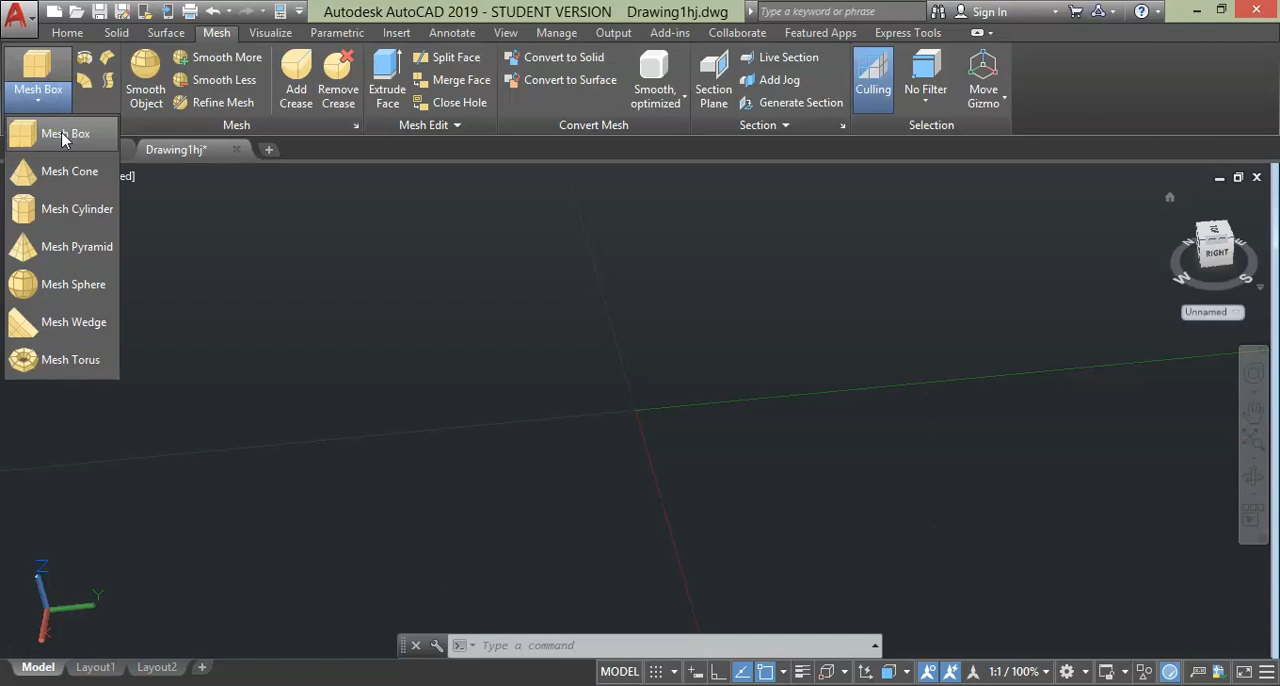 Autodesk AutoCAD 2019 - STUDENT VERSION Drawing1hj.dwg Type a keyword or phrase Sign In
Home Solid Surface Mesh Visualize Parametric Insert Annotate View Manage Output Add-ins Collaborate Featured Apps Express Tools
Mesh Box
Smooth Object
Smooth More
Smooth Less
Refine Mesh
Add Crease
Remove Crease
Extrude Face
Split Face
Merge Face
Close Hole
Convert to Solid
Convert to Surface
Smooth, optimized
Section Plane
Live Section
Add Jog
Generate Section
Culling
No Filter
Move Gizmo
Mesh Mesh Edit Convert Mesh Section Selection
Mesh Box
Mesh Cone
Mesh Cylinder
Mesh Pyramid
Mesh Sphere
Mesh Wedge
Mesh Torus
Drawing1hj*
ed]
TOP
N E
RIGHT
W S
Unnamed
Z
Y
X
Type a command
Model Layout1 Layout2
MODEL 1:1 / 100%